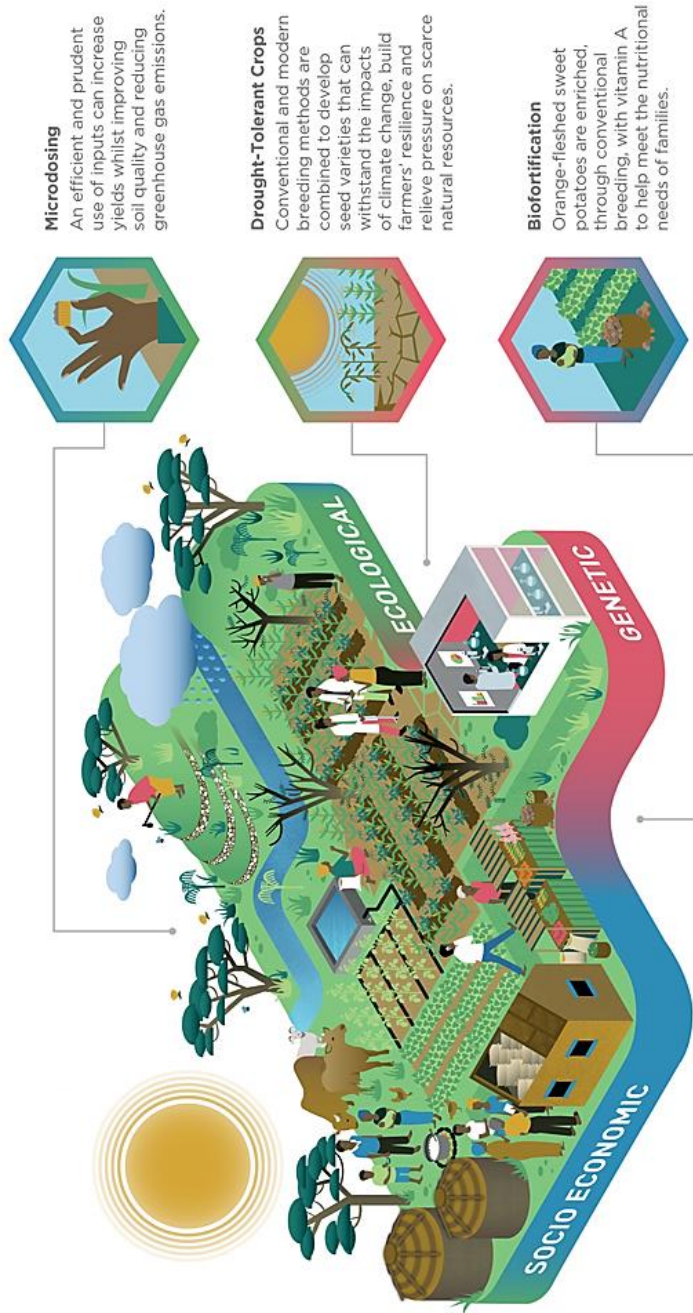 Microdosing
An efficient and prudent
use of inputs can increase
yields whilst improving
soil quality and reducing
greenhouse gas emissions.
Drought-Tolerant Crops
Conventional and modern
breeding methods are
combined to develop
seed varieties that can
withstand the impacts
of climate change, build
farmers' resilience and
relieve pressure on scarce
natural resources.
Biofortification
Orange-fleshed sweet
potatoes are enriched,
through conventional
breeding, with vitamin A
to help meet the nutritional
needs of families.
ECOLOGICAL
GENETIC
SOCIO ECONOMIC